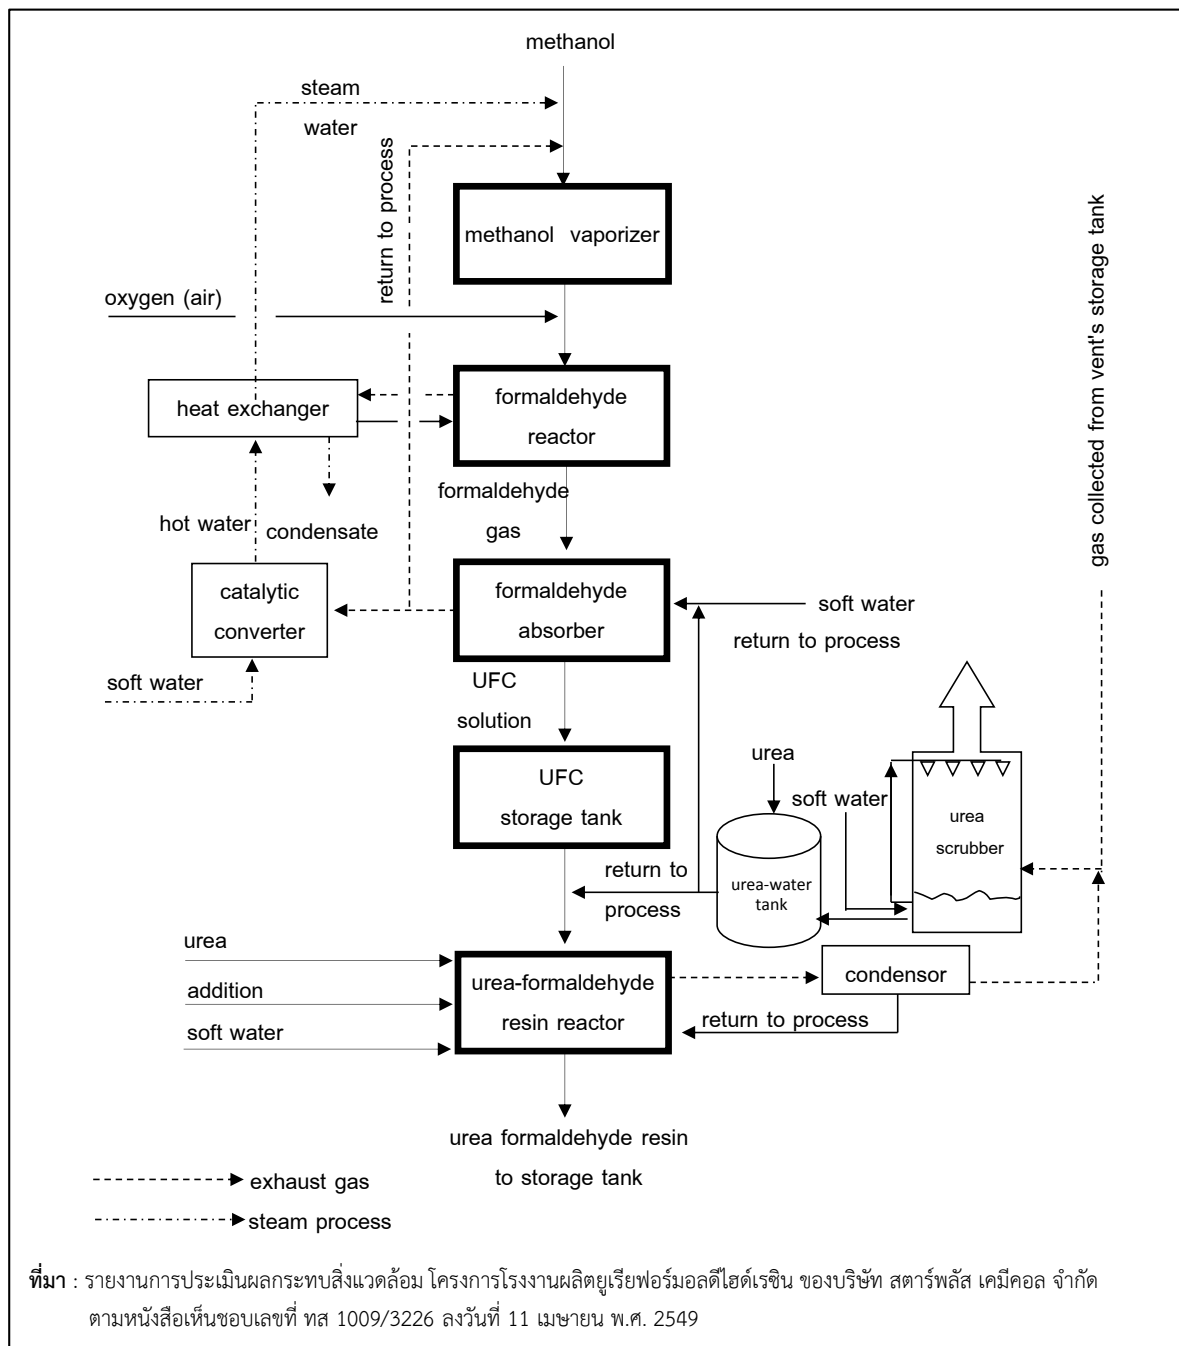 methanol
steam
water
return to process
methanol vaporizer
oxygen (air)
gas collected from vent's storage tank
heat exchanger
formaldehyde
reactor
formaldehyde
gas
hot water
condensate
catalytic
converter
formaldehyde
absorber
soft water
return to process
soft water
UFC
solution
UFC
storage tank
urea
soft water
urea
scrubber
urea-water
tank
return to
process
urea
addition
soft water
urea-formaldehyde
resin reactor
condensor
return to process
urea formaldehyde resin
to storage tank
exhaust gas
steam process
ที่มา : รายงานการประเมินผลกระทบสิ่งแวดล้อม โครงการโรงงานผลิตยูเรียฟอร์มอลดีไฮด์เรซิน ของบริษัท สตาร์พลัส เคมีคอล จำกัด
ตามหนังสือเห็นชอบเลขที่ ทส 1009/3226 ลงวันที่ 11 เมษายน พ.ศ. 2549